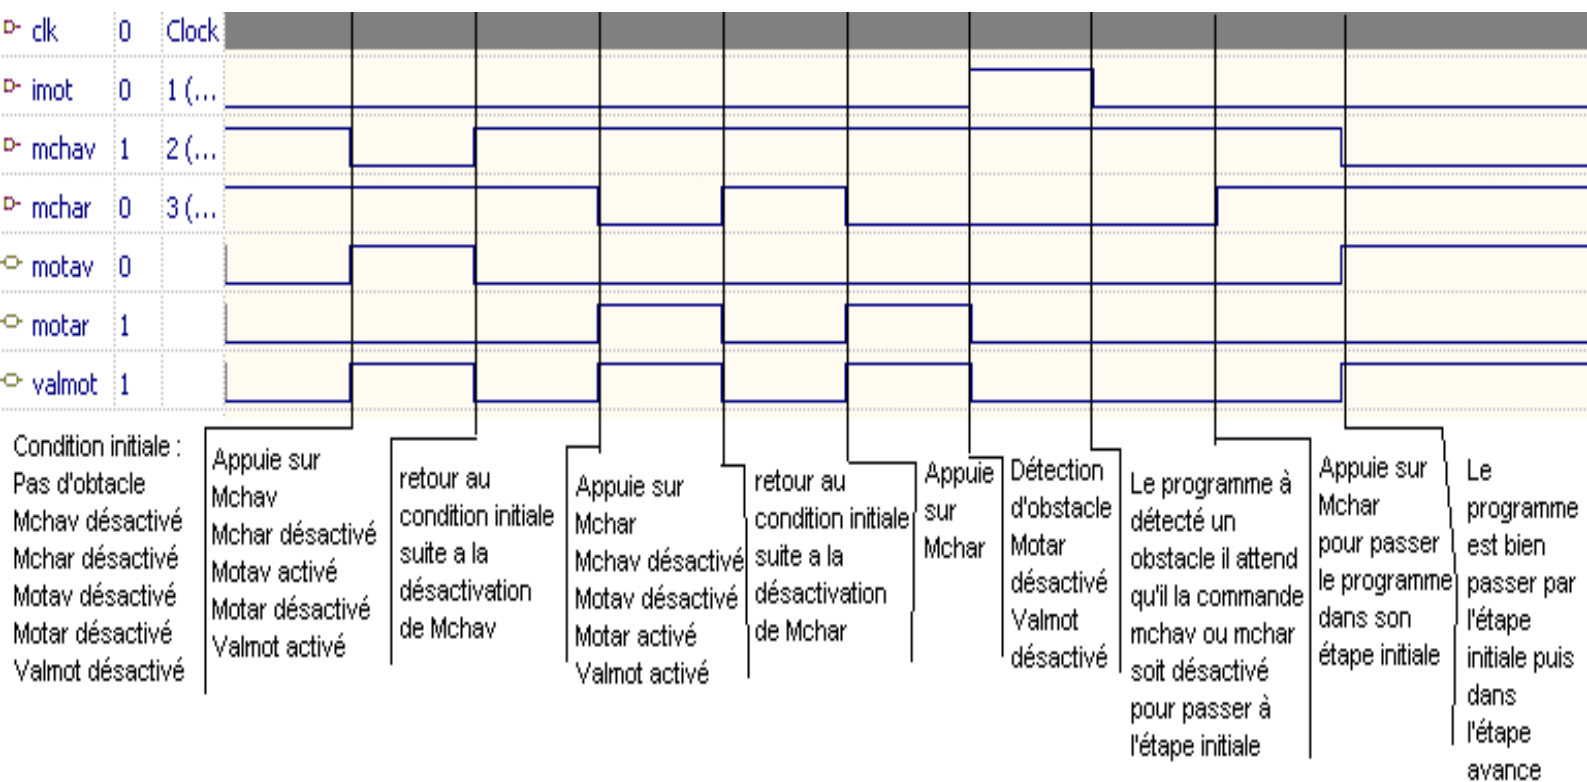 clk 0 Clock
imot 0 1 (...
mchav 1 2 (...
mchar 0 3 (...
motav 0
motar 1
valmot 1
Condition initiale :
Pas d'obtacle
Mchav désactivé
Mchar désactivé
Motav désactivé
Motar désactivé
Valmot désactivé
Appuie sur
Mchav
Mchar désactivé
Motav activé
Motar désactivé
Valmot activé
retour au
condition initiale
suite a la
désactivation
de Mchav
Appuie sur
Mchar
Mchav désactivé
Motav désactivé
Motar activé
Valmot activé
retour au
condition initiale
suite a la
désactivation
de Mchar
Appuie
sur
Mchar
Détection
d'obstacle
Motar
désactivé
Valmot
désactivé
Le programme à
détecté un
obstacle il attend
qu'il la commande
mchav ou mchar
soit désactivé
pour passer à
l'étape initiale
Appuie sur
Mchar
pour passer
le programme
dans son
étape initiale
Le
programme
est bien
passer par
l'étape
initiale puis
dans
l'étape
avance